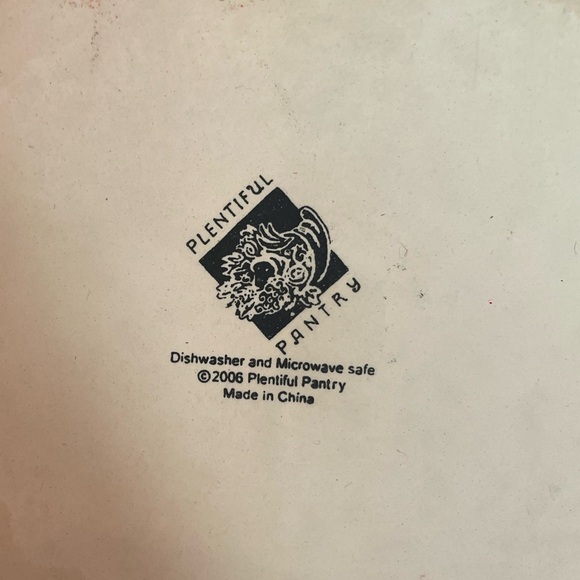 PLENTIFUL
PANTRY
Dishwasher and Microwave safe
©2006 Plentiful Pantry
Made in China